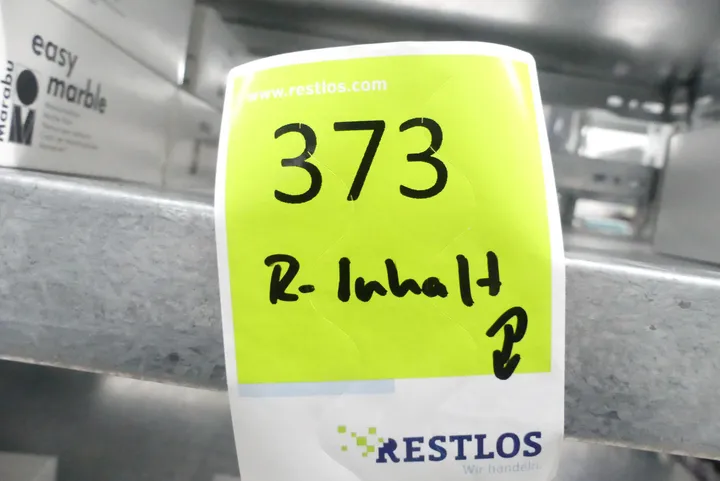 easy
marble
Marabu
www.restlos.com
373
R-Inhalt
RESTLOS
Wir handeln.